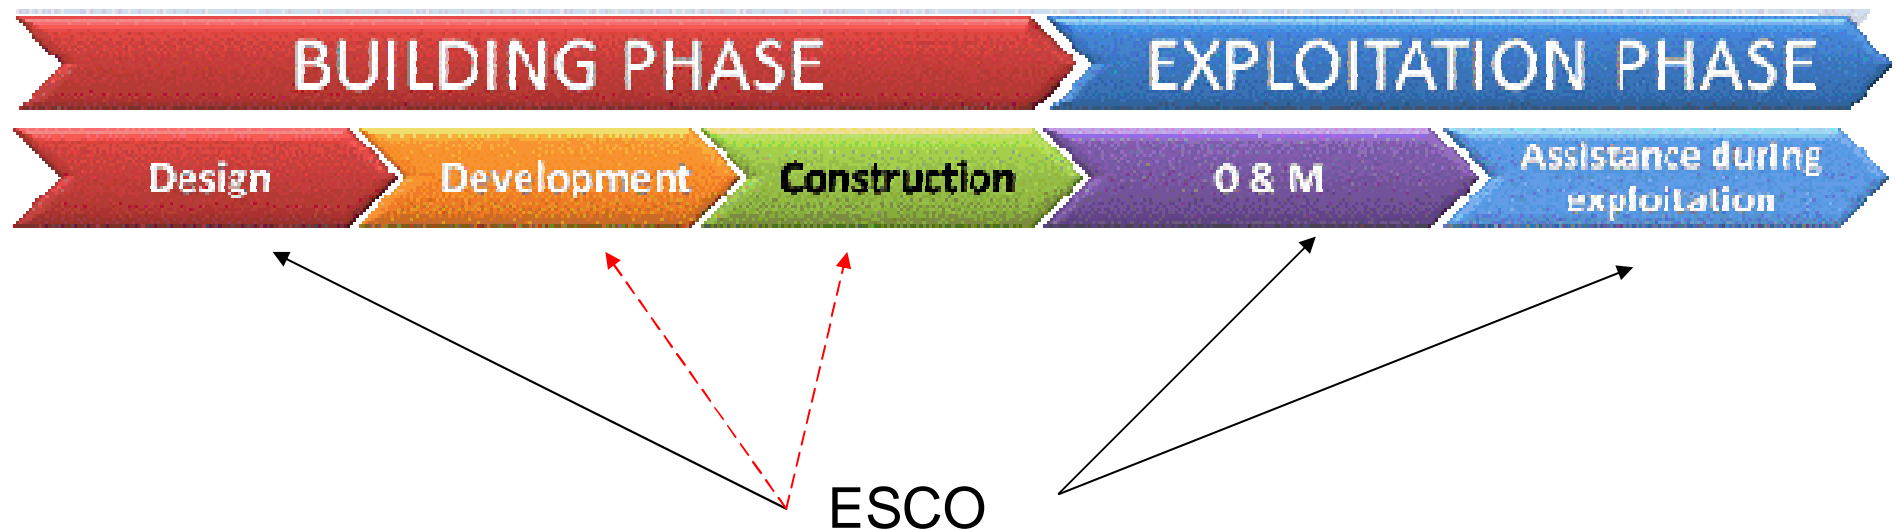 BUILDING PHASE
EXPLOITATION PHASE
Design
Development
Construction
O & M
Assistance during
exploitation
ESCO